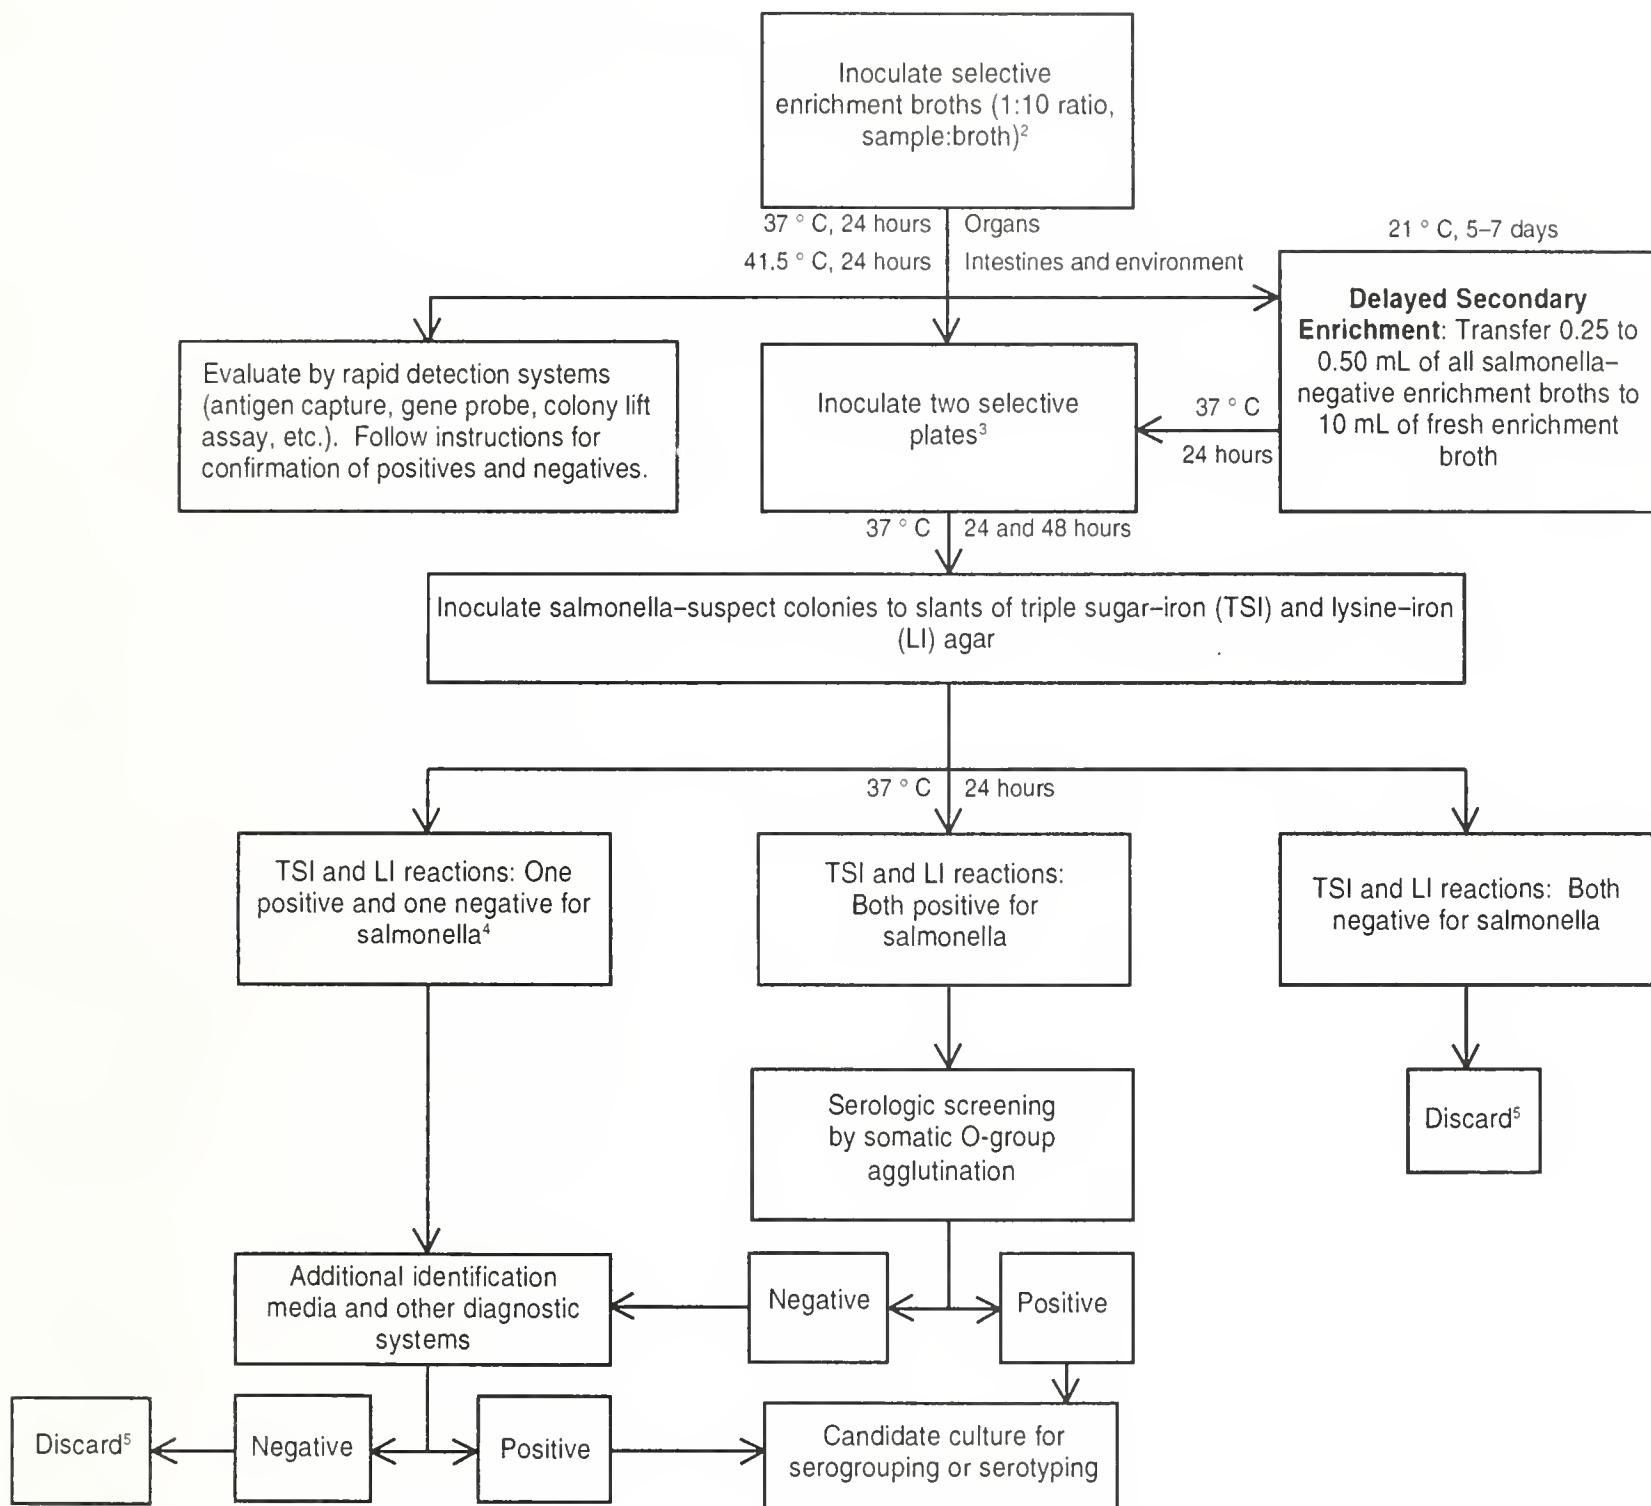 Inoculate selective
enrichment broths (1:10 ratio,
sample:broth)²
37 ° C, 24 hours Organs
41.5 ° C, 24 hours Intestines and environment
21 ° C, 5–7 days
Delayed Secondary
Enrichment: Transfer 0.25 to
0.50 mL of all salmonella–
negative enrichment broths to
10 mL of fresh enrichment
broth
Evaluate by rapid detection systems
(antigen capture, gene probe, colony lift
assay, etc.). Follow instructions for
confirmation of positives and negatives.
Inoculate two selective
plates³
37 ° C
24 hours
37 ° C 24 and 48 hours
Inoculate salmonella–suspect colonies to slants of triple sugar–iron (TSI) and lysine–iron
(LI) agar
37 ° C 24 hours
TSI and LI reactions: One
positive and one negative for
salmonella⁴
TSI and LI reactions:
Both positive for
salmonella
TSI and LI reactions: Both
negative for salmonella
Serologic screening
by somatic O-group
agglutination
Discard⁵
Additional identification
media and other diagnostic
systems
Negative
Positive
Discard⁵
Negative
Positive
Candidate culture for
serogrouping or serotyping